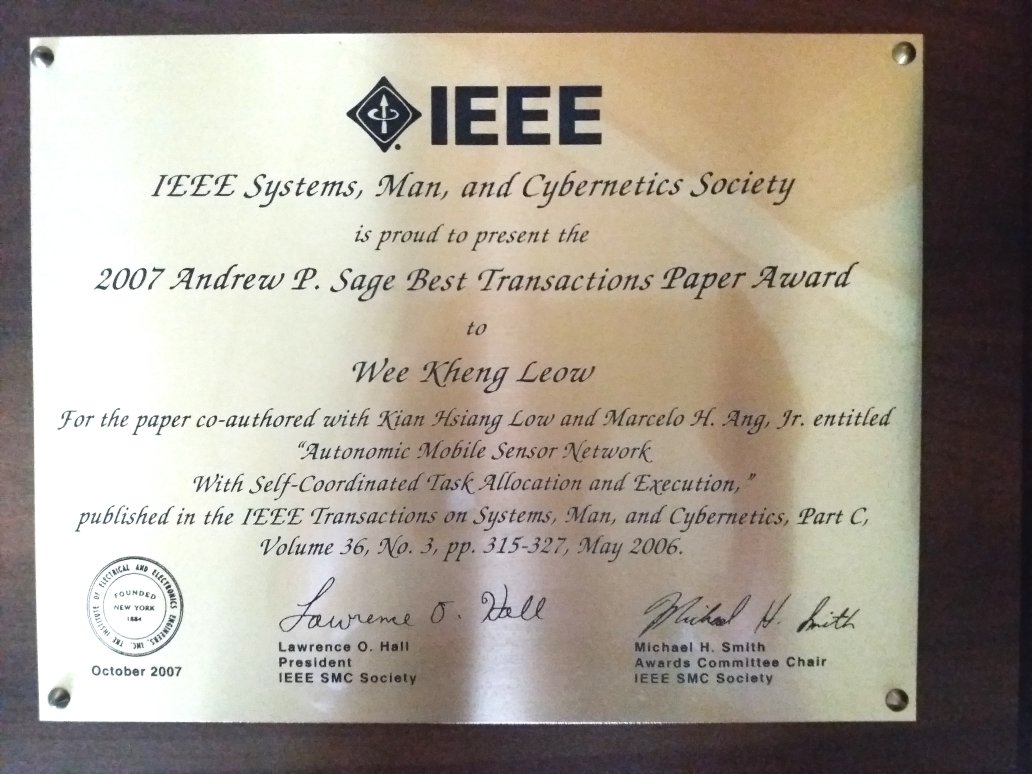 IEEE
IEEE Systems, Man, and Cybernetics Society
is proud to present the
2007 Andrew P. Sage Best Transactions Paper Award
to
Wee Kheng Leow
For the paper co-authored with Kian Hsiang Low and Marcelo H. Ang, Jr. entitled
“Autonomic Mobile Sensor Network
With Self-Coordinated Task Allocation and Execution,”
published in the IEEE Transactions on Systems, Man, and Cybernetics, Part C,
Volume 36, No. 3, pp. 315-327, May 2006.
THE INSTITUTE OF ELECTRICAL AND ELECTRONICS ENGINEERS, INC.
FOUNDED
NEW YORK
1884
October 2007
Lawrence O. Hall
Lawrence O. Hall
President
IEEE SMC Society
Michael H. Smith
Michael H. Smith
Awards Committee Chair
IEEE SMC Society